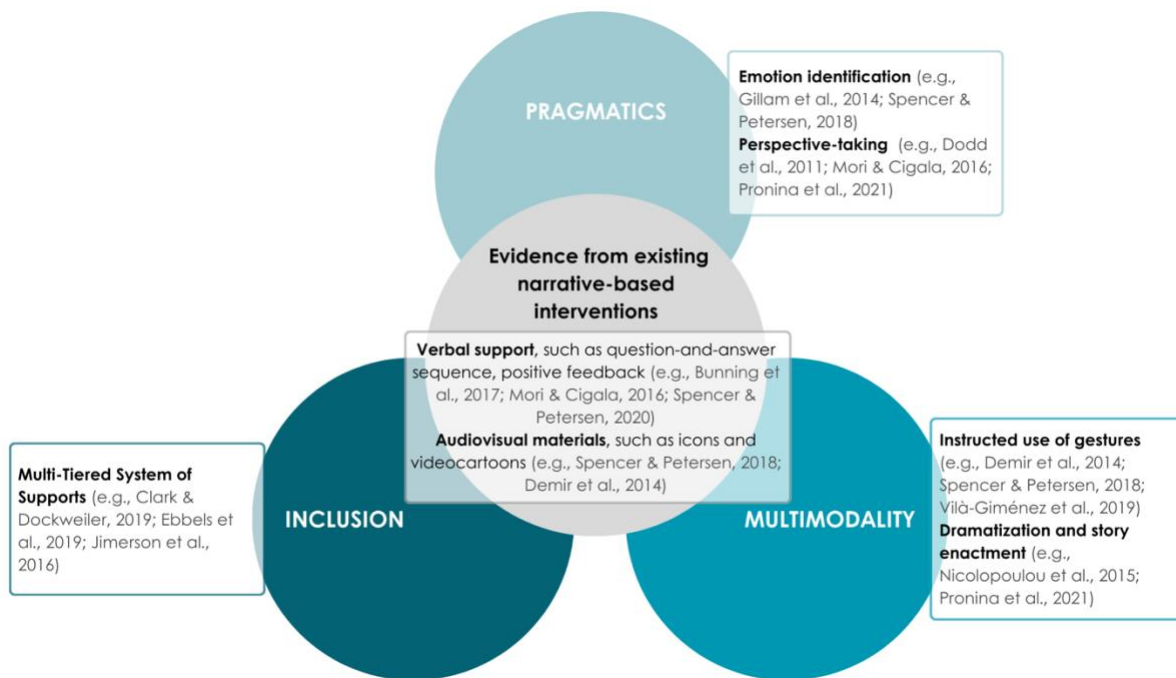 PRAGMATICS
Emotion identification (e.g.,
Gillam et al., 2014; Spencer &
Petersen, 2018)
Perspective-taking (e.g., Dodd
et al., 2011; Mori & Cigala, 2016;
Pronina et al., 2021)
Evidence from existing
narrative-based
interventions
Verbal support, such as question-and-answer
sequence, positive feedback (e.g., Bunning et
al., 2017; Mori & Cigala, 2016; Spencer &
Petersen, 2020)
Audiovisual materials, such as icons and
videocartoons (e.g., Spencer & Petersen, 2018;
Demir et al., 2014)
Multi-Tiered System of
Supports (e.g., Clark &
Dockweiler, 2019; Ebbels et
al., 2019; Jimerson et al.,
2016)
INCLUSION
MULTIMODALITY
Instructed use of gestures
(e.g., Demir et al., 2014;
Spencer & Petersen, 2018;
Vilà-Giménez et al., 2019)
Dramatization and story
enactment (e.g.,
Nicolopoulou et al., 2015;
Pronina et al., 2021)